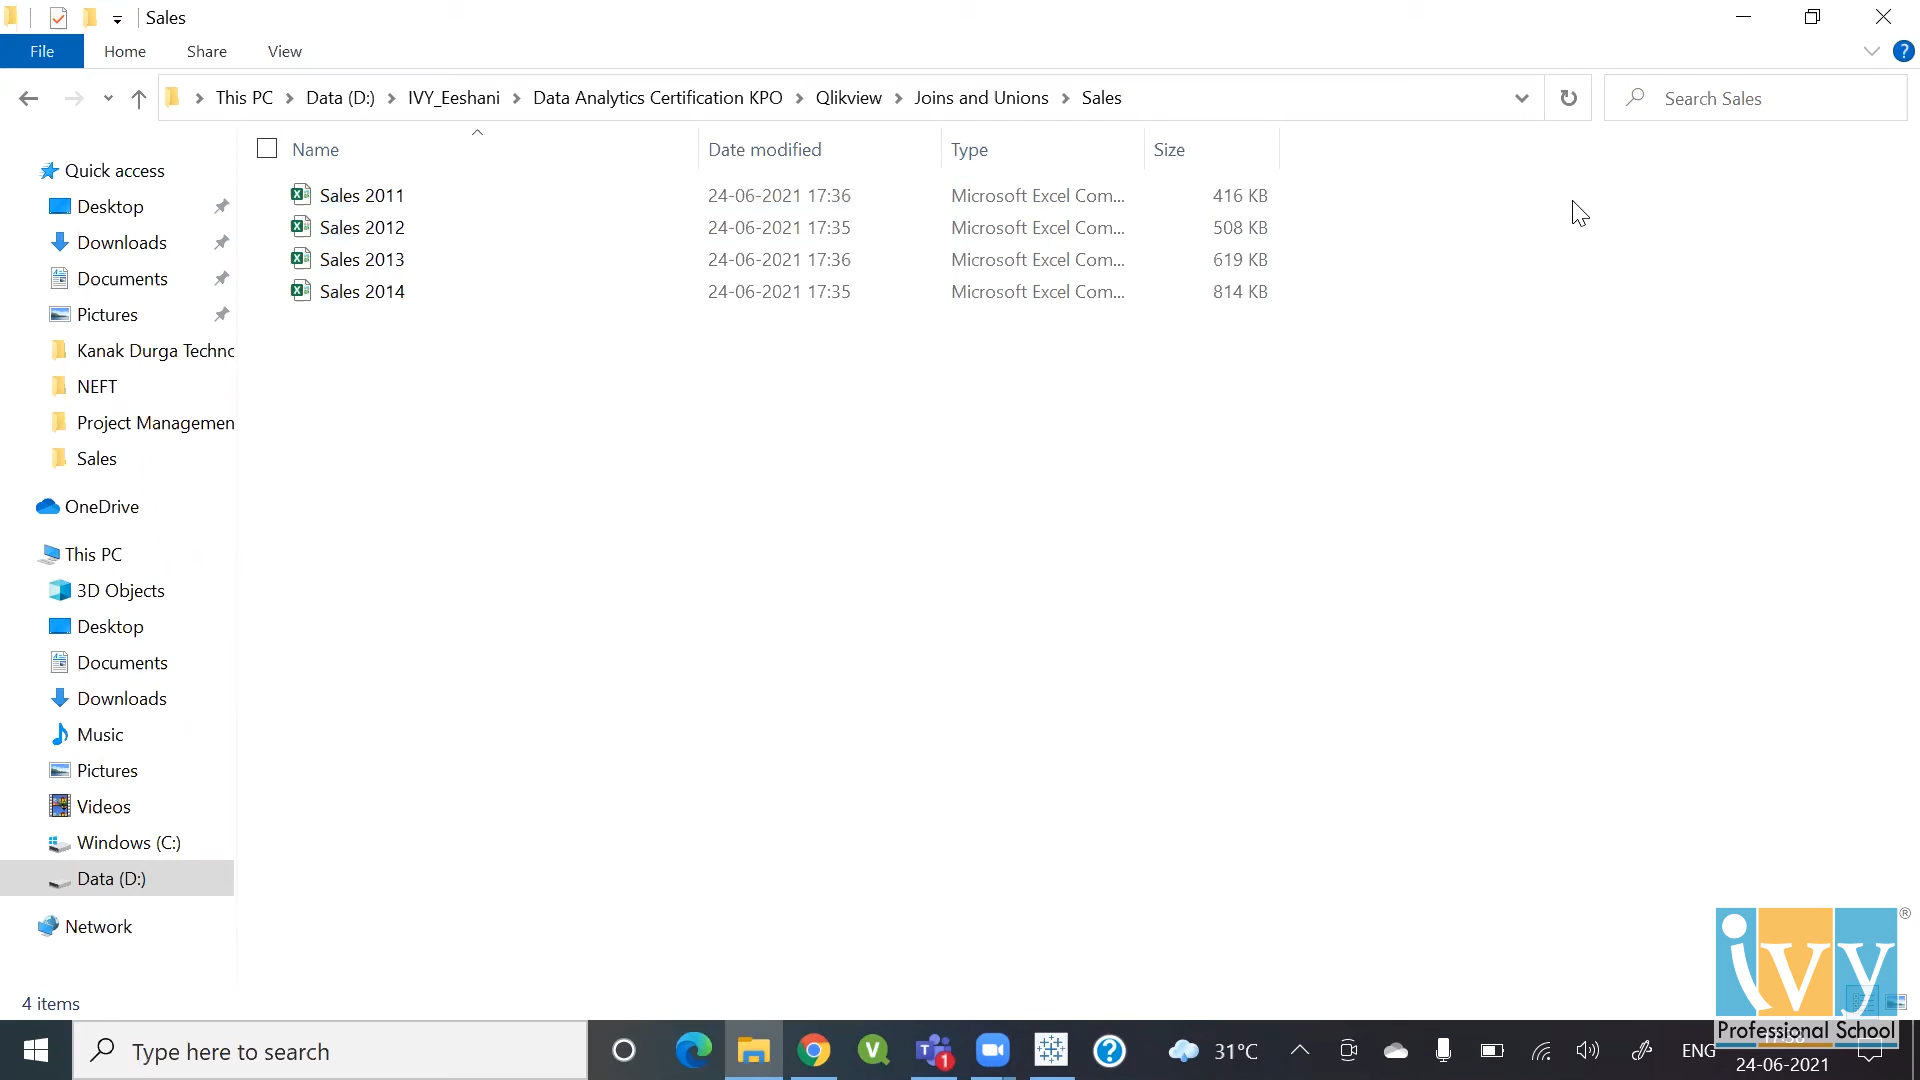 Sales
File Home Share View
This PC Data (D:) IVY_Eeshani Data Analytics Certification KPO Qlikview Joins and Unions Sales
Search Sales
Name Date modified Type Size
Sales 2011 24-06-2021 17:36 Microsoft Excel Com... 416 KB
Sales 2012 24-06-2021 17:35 Microsoft Excel Com... 508 KB
Sales 2013 24-06-2021 17:36 Microsoft Excel Com... 619 KB
Sales 2014 24-06-2021 17:35 Microsoft Excel Com... 814 KB
Quick access
Desktop
Downloads
Documents
Pictures
Kanak Durga Techno
NEFT
Project Managemen
Sales
OneDrive
This PC
3D Objects
Desktop
Documents
Downloads
Music
Pictures
Videos
Windows (C:)
Data (D:)
Network
4 items
ivy ®
Professional School
Type here to search
1
31°C
ENG
24-06-2021